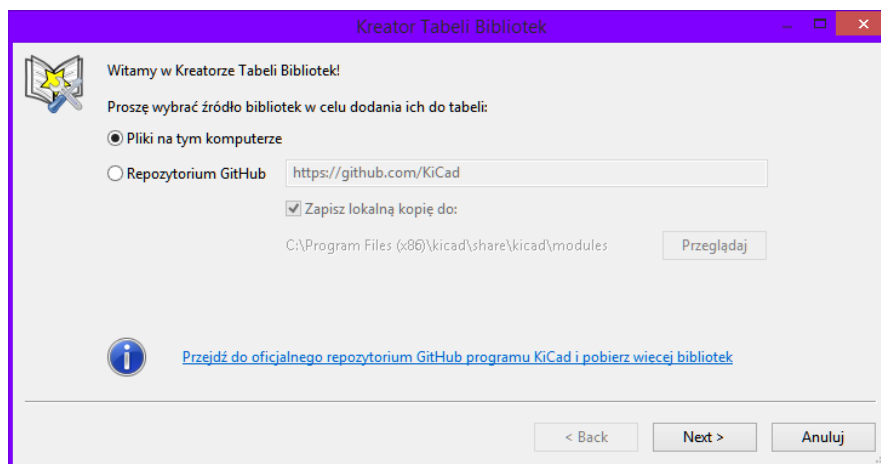 Kreator Tabeli Bibliotek
Witamy w Kreatorze Tabeli Bibliotek!
Proszę wybrać źródło bibliotek w celu dodania ich do tabeli:
Pliki na tym komputerze
Repozytorium GitHub
https://github.com/KiCad
Zapisz lokalną kopię do:
C:\Program Files (x86)\kicad\share\kicad\modules
Przeglądaj
Przejdź do oficjalnego repozytorium GitHub programu KiCad i pobierz wiecej bibliotek
< Back
Next >
Anuluj